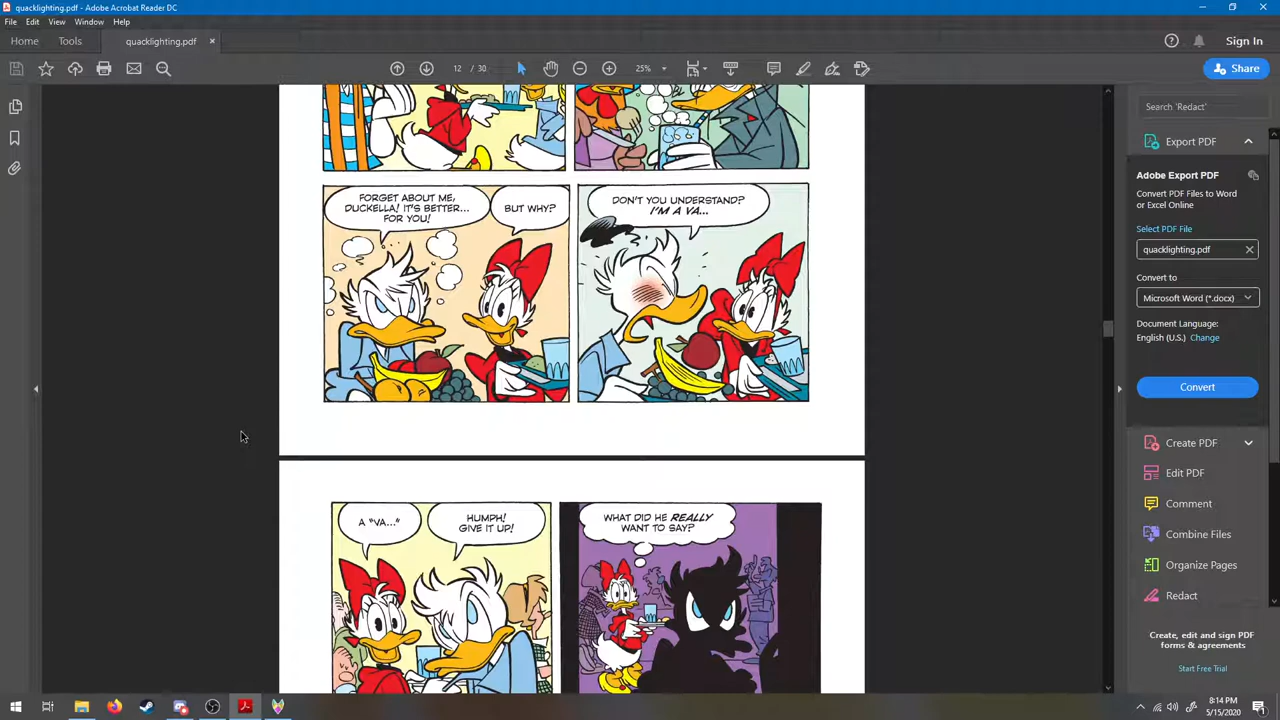 quacklighting.pdf - Adobe Acrobat Reader DC
File Edit View Window Help
Home Tools quacklighting.pdf
Sign In
12 / 30
25%
Share
Search 'Redact'
Export PDF
Adobe Export PDF
Convert PDF Files to Word
or Excel Online
Select PDF File
quacklighting.pdf
Convert to
Microsoft Word (*.docx)
Document Language:
English (U.S.) Change
Convert
Create PDF
Edit PDF
Comment
Combine Files
Organize Pages
Redact
Create, edit and sign PDF
forms & agreements
Start Free Trial
FORGET ABOUT ME,
DUCKELLA! IT'S BETTER...
FOR YOU!
BUT WHY?
DON'T YOU UNDERSTAND?
I'M A VA...
A "VA..."
HUMPH!
GIVE IT UP!
WHAT DID HE REALLY
WANT TO SAY?
8:14 PM
5/15/2020